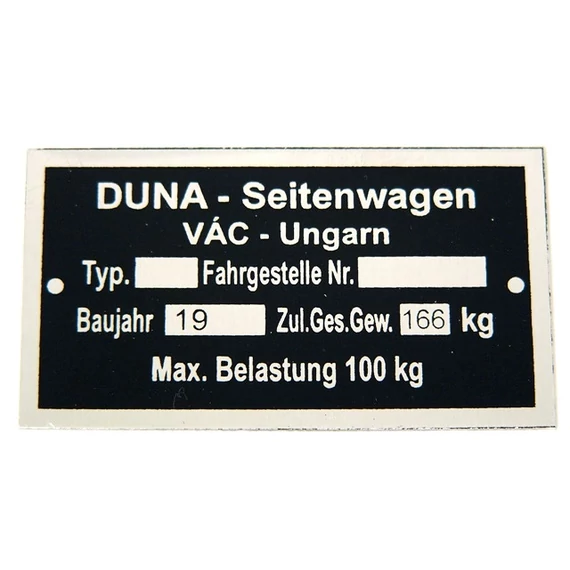 DUNA - Seitenwagen
VÁC - Ungarn
Typ. Fahrgestelle Nr.
Baujahr 19 Zul.Ges.Gew. 166 kg
Max. Belastung 100 kg